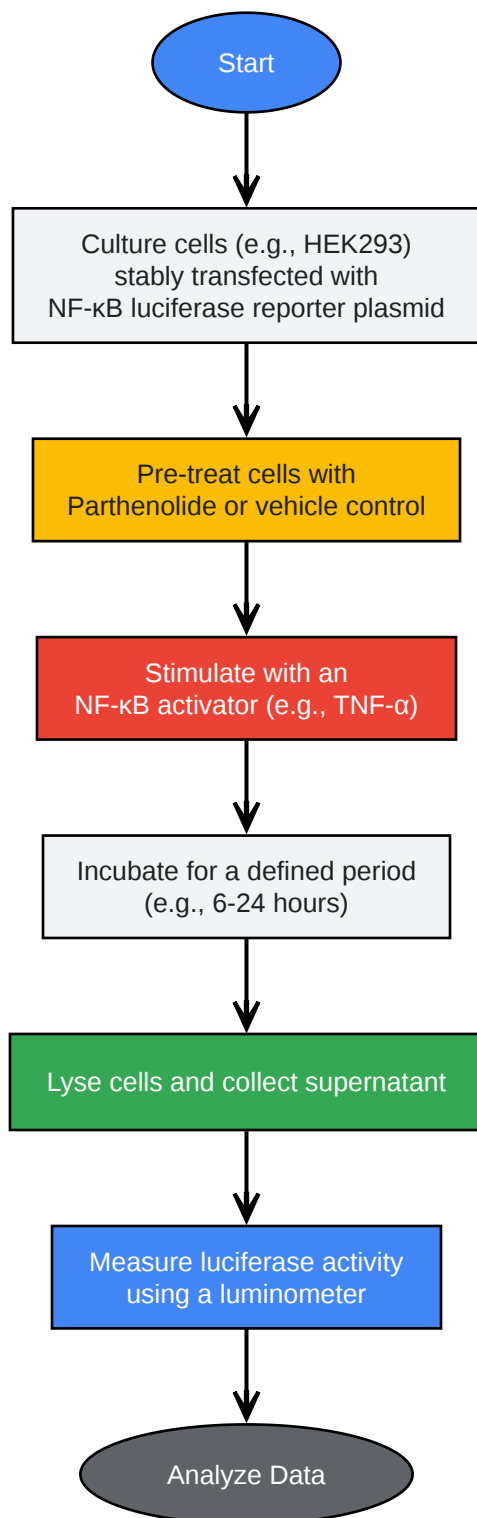 Start
Culture cells (e.g., HEK293)
stably transfected with
NF-κB luciferase reporter plasmid
Pre-treat cells with
Parthenolide or vehicle control
Stimulate with an
NF-κB activator (e.g., TNF-α)
Incubate for a defined period
(e.g., 6-24 hours)
Lyse cells and collect supernatant
Measure luciferase activity
using a luminometer
Analyze Data